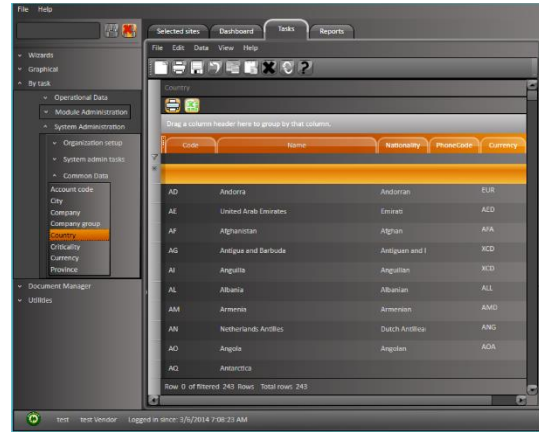 File Help
Selected sites Dashboard Tasks Reports
File Edit Data View Help
Wizards
Graphical
By task
Operational Data
Module Administration
System Administration
Organization setup
System admin tasks
Common Data
Account code
City
Company
Company group
Country
Criticality
Currency
Province
Document Manager
Utilities
Country
Drag a column header here to group by that column.
Code Name Nationality PhoneCode Currency
AD Andorra Andorran EUR
AE United Arab Emirates Emirati AED
AF Afghanistan Afghan AFA
AG Antigua and Barbuda Antiguan and I XCD
AI Anguilla Anguillan XCD
AL Albania Albanian ALL
AM Armenia Armenian AMD
AN Netherlands Antilles Dutch Antillea ANG
AO Angola Angolan AOA
AQ Antarctica
Row 0 of filtered 243 Rows Total rows 243
test test Vendor Logged in since: 3/6/2014 7:08:23 AM